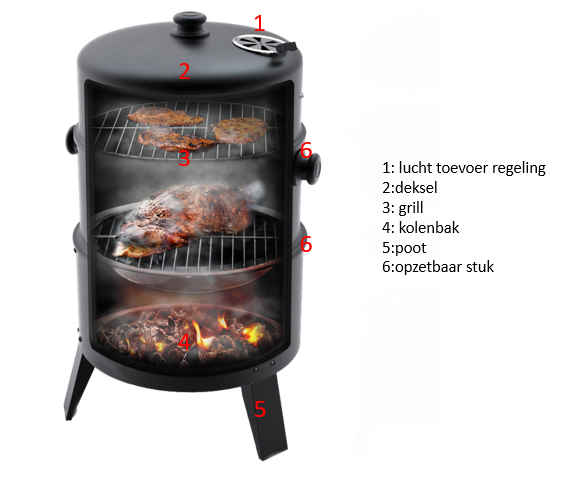 1
2
3
6
6
4
5
1: lucht toevoer regeling
2:deksel
3: grill
4: kolenbak
5:poot
6:opzetbaar stuk